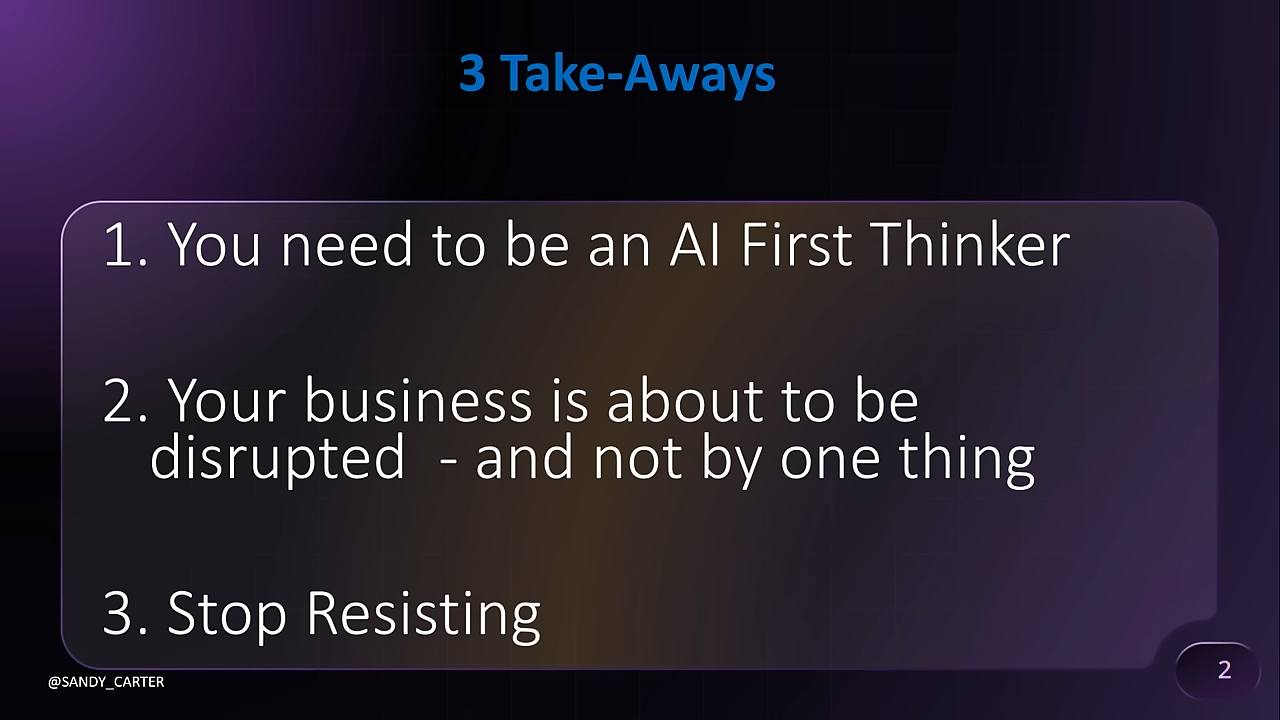 3 Take-Aways
1. You need to be an AI First Thinker
2. Your business is about to be
disrupted  - and not by one thing
3. Stop Resisting
@SANDY_CARTER
2